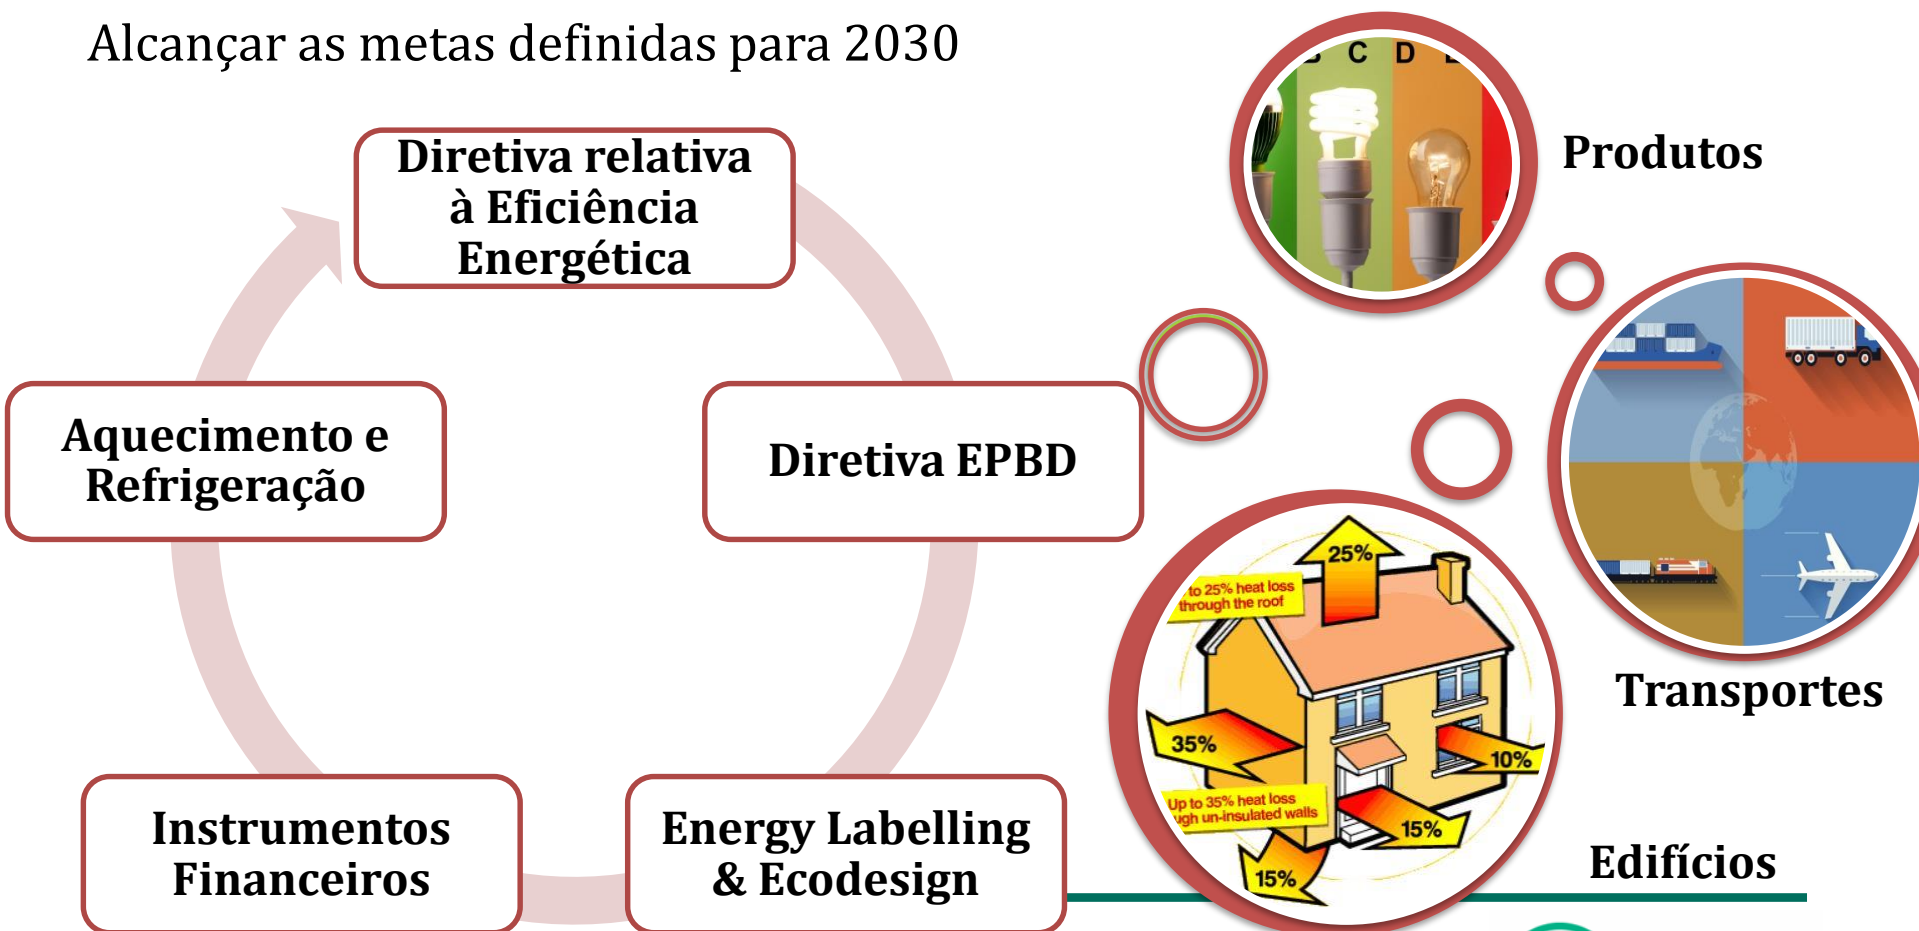 Alcançar as metas definidas para 2030
Diretiva relativa
à Eficiência
Energética
Diretiva EPBD
Energy Labelling
& Ecodesign
Instrumentos
Financeiros
Aquecimento e
Refrigeração
C D
Produtos
Transportes
25%
to 25% heat loss
through the roof
35%
10%
Up to 35% heat loss
un-insulated walls
15%
15%
Edifícios